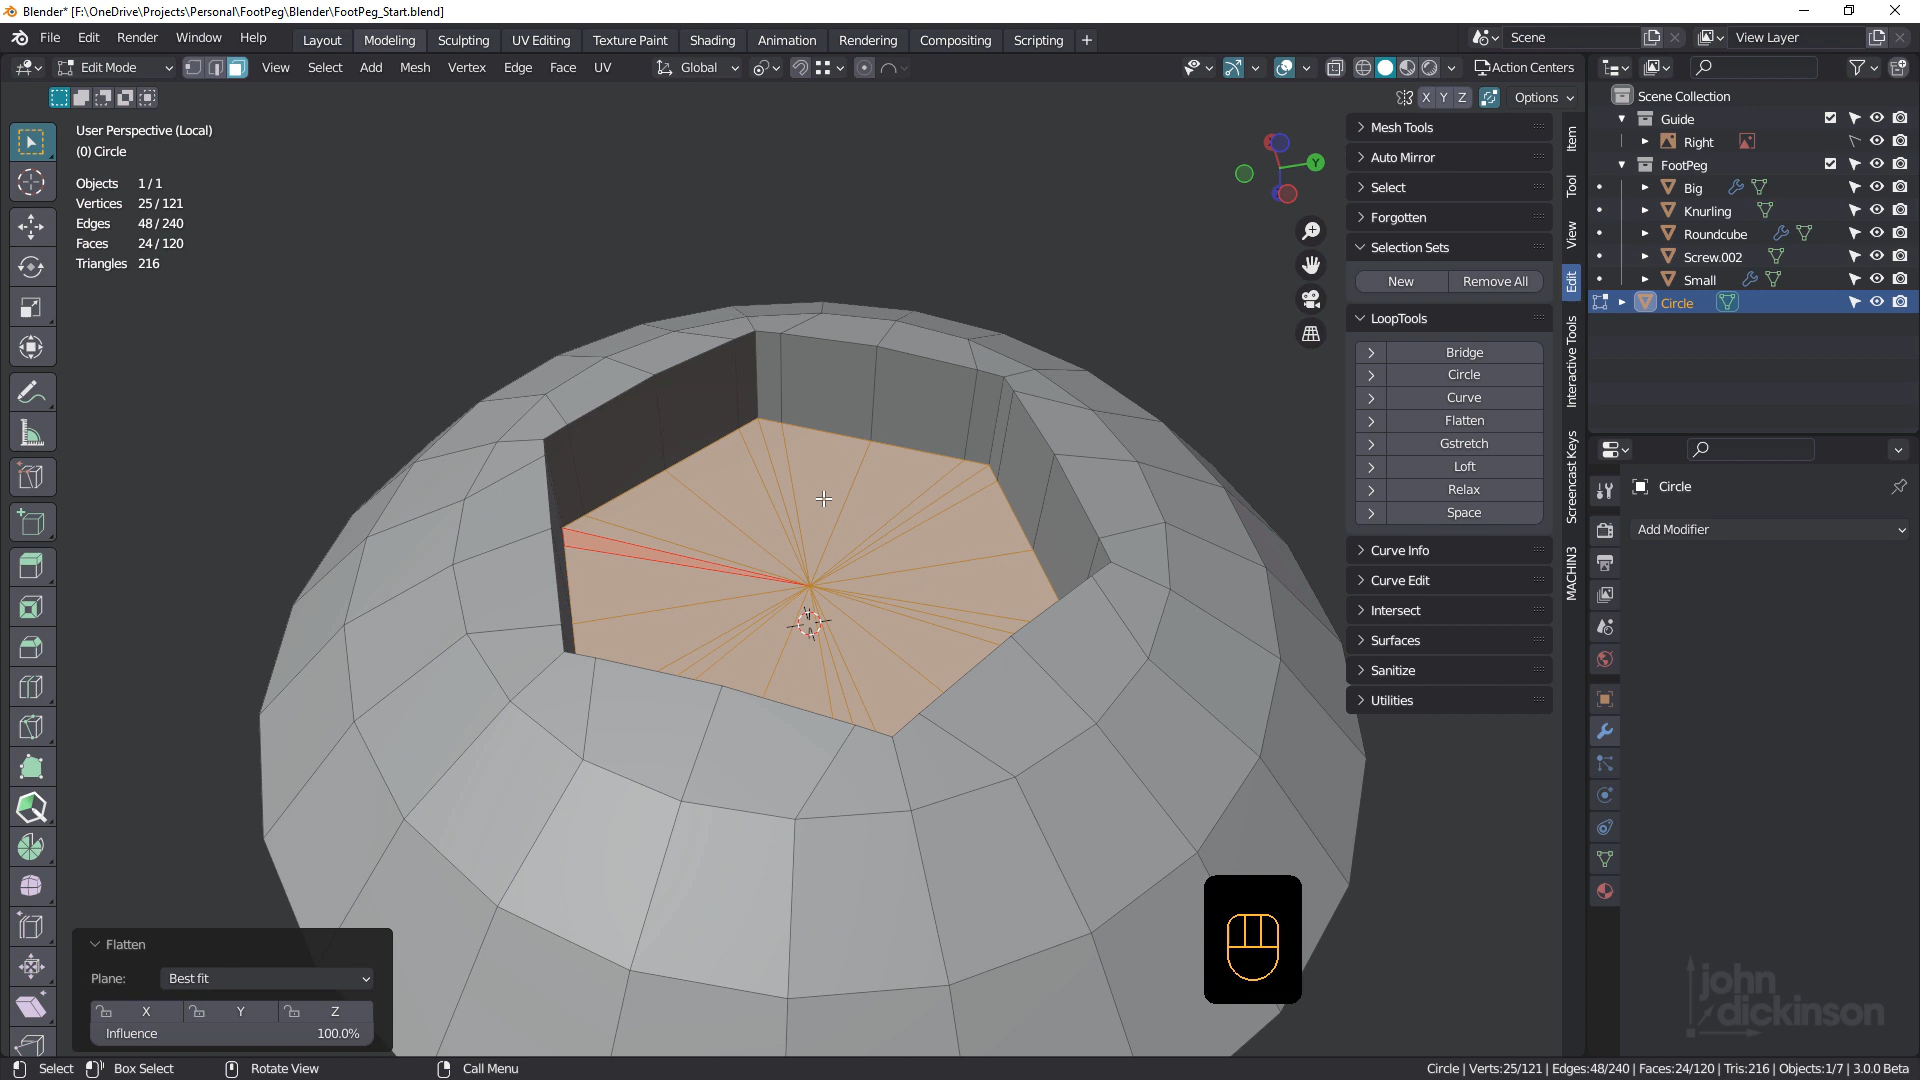 Blender* [F:\OneDrive\Projects\Personal\FootPeg\Blender\FootPeg_Start.blend]
File Edit Render Window Help
Layout Modeling Sculpting UV Editing Texture Paint Shading Animation Rendering Compositing Scripting +
Scene
View Layer
Edit Mode
View Select Add Mesh Vertex Edge Face UV
Global
Action Centers
X Y Z
Options
User Perspective (Local)
(0) Circle
Objects 1 / 1
Vertices 25 / 121
Edges 48 / 240
Faces 24 / 120
Triangles 216
Y
Mesh Tools
Auto Mirror
Select
Forgotten
Selection Sets
New Remove All
LoopTools
Bridge
Circle
Curve
Flatten
Gstretch
Loft
Relax
Space
Curve Info
Curve Edit
Intersect
Surfaces
Sanitize
Utilities
Item
Tool
View
Edit
Interactive Tools
Screencast Keys
MACHIN3
Scene Collection
Guide
Right
FootPeg
Big
Knurling
Roundcube
Screw.002
Small
Circle
Circle
Add Modifier
Flatten
Plane: Best fit
X Y Z
Influence 100.0%
john
dickinson
Select Box Select Rotate View Call Menu
Circle | Verts:25/121 | Edges:48/240 | Faces:24/120 | Tris:216 | Objects:1/7 | 3.0.0 Beta